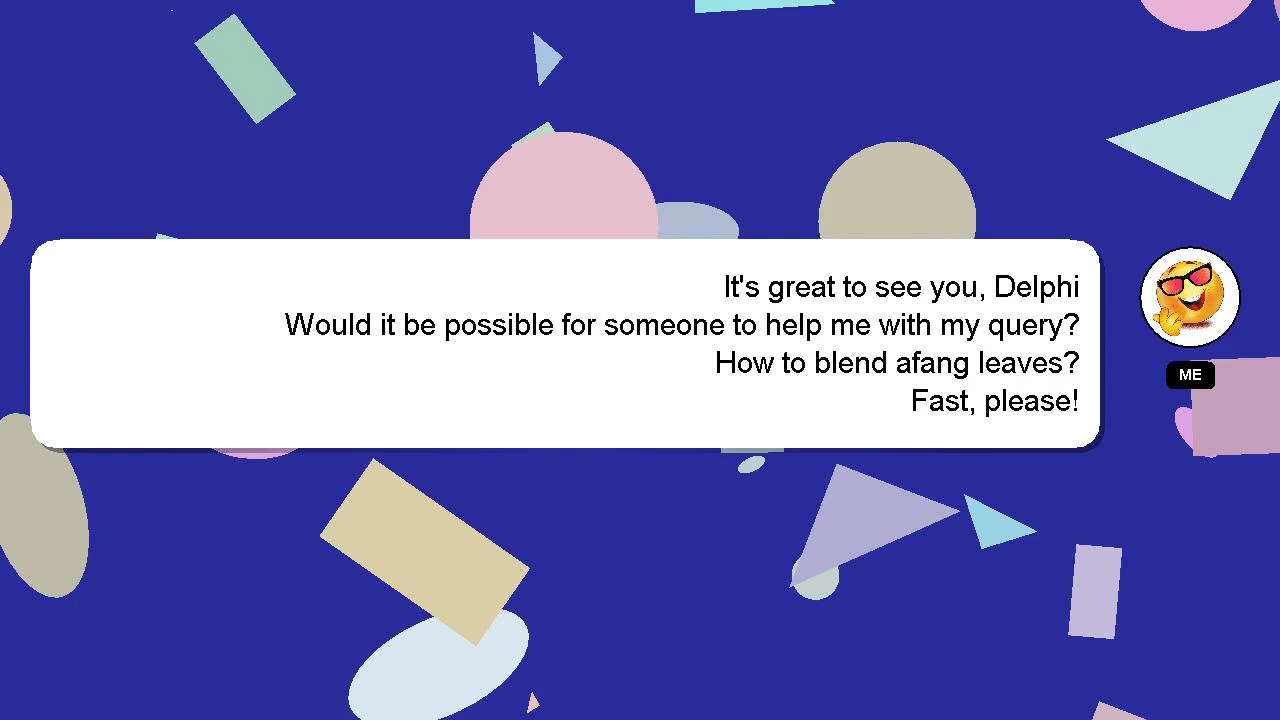 It's great to see you, Delphi
Would it be possible for someone to help me with my query?
How to blend afang leaves?
Fast, please!
ME